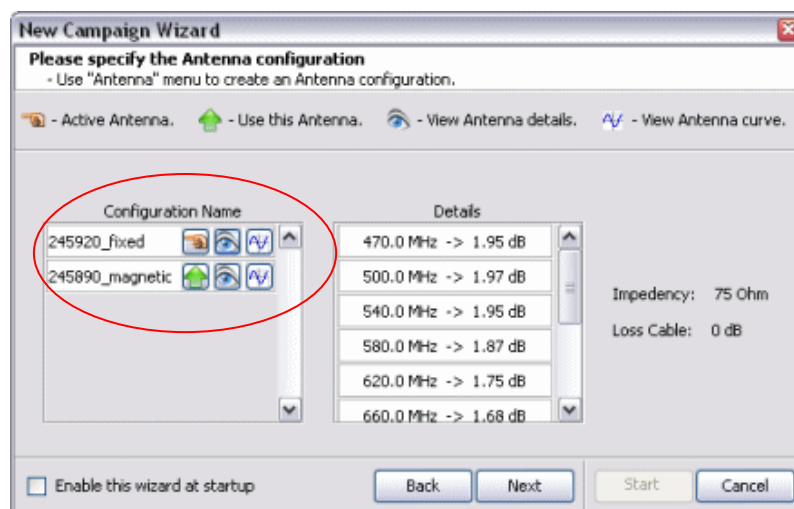 New Campaign Wizard
Please specify the Antenna configuration
- Use "Antenna" menu to create an Antenna configuration.
- Active Antenna. - Use this Antenna. - View Antenna details. - View Antenna curve.
Configuration Name
245920_fixed
245890_magnetic
Details
470.0 MHz -> 1.95 dB
500.0 MHz -> 1.97 dB
540.0 MHz -> 1.95 dB
580.0 MHz -> 1.87 dB
620.0 MHz -> 1.75 dB
660.0 MHz -> 1.68 dB
Impedency: 75 Ohm
Loss Cable: 0 dB
Enable this wizard at startup
Back Next Start Cancel